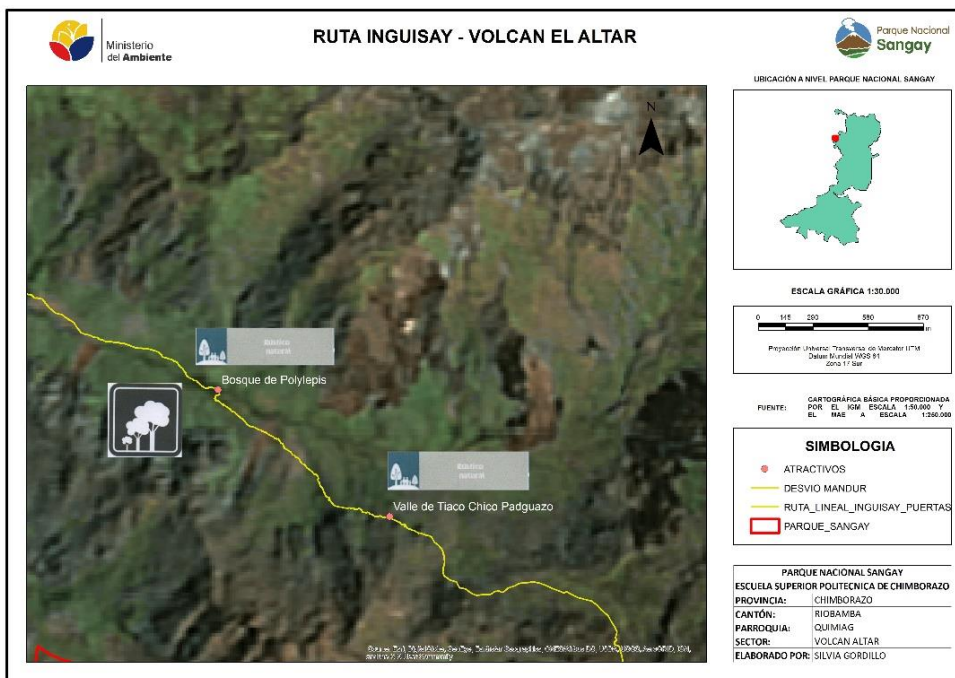 Ministerio
del Ambiente
RUTA INGUISAY - VOLCAN EL ALTAR
Parque Nacional
Sangay
UBICACIÓN A NIVEL PARQUE NACIONAL SANGAY
N
Rústico
natural
Bosque de Polylepis
Rústico
natural
Valle de Tiaco Chico Padguazo
ESCALA GRÁFICA 1:30.000
0 145 290 580 870
m
Proyección Universal Transversa de Mercator UTM
Datum Mundial WGS 84
Zona 17 Sur
FUENTE:
CARTOGRÁFICA BÁSICA PROPORCIONADA
POR EL IGM ESCALA 1:50.000 Y
EL MAE A ESCALA 1:250.000
SIMBOLOGIA
ATRACTIVOS
DESVIO MANDUR
RUTA_LINEAL_INGUISAY_PUERTAS
PARQUE_SANGAY
PARQUE NACIONAL SANGAY
ESCUELA SUPERIOR POLITECNICA DE CHIMBORAZO
PROVINCIA: CHIMBORAZO
CANTÓN: RIOBAMBA
PARROQUIA: QUIMIAG
SECTOR: VOLCAN ALTAR
ELABORADO POR: SILVIA GORDILLO